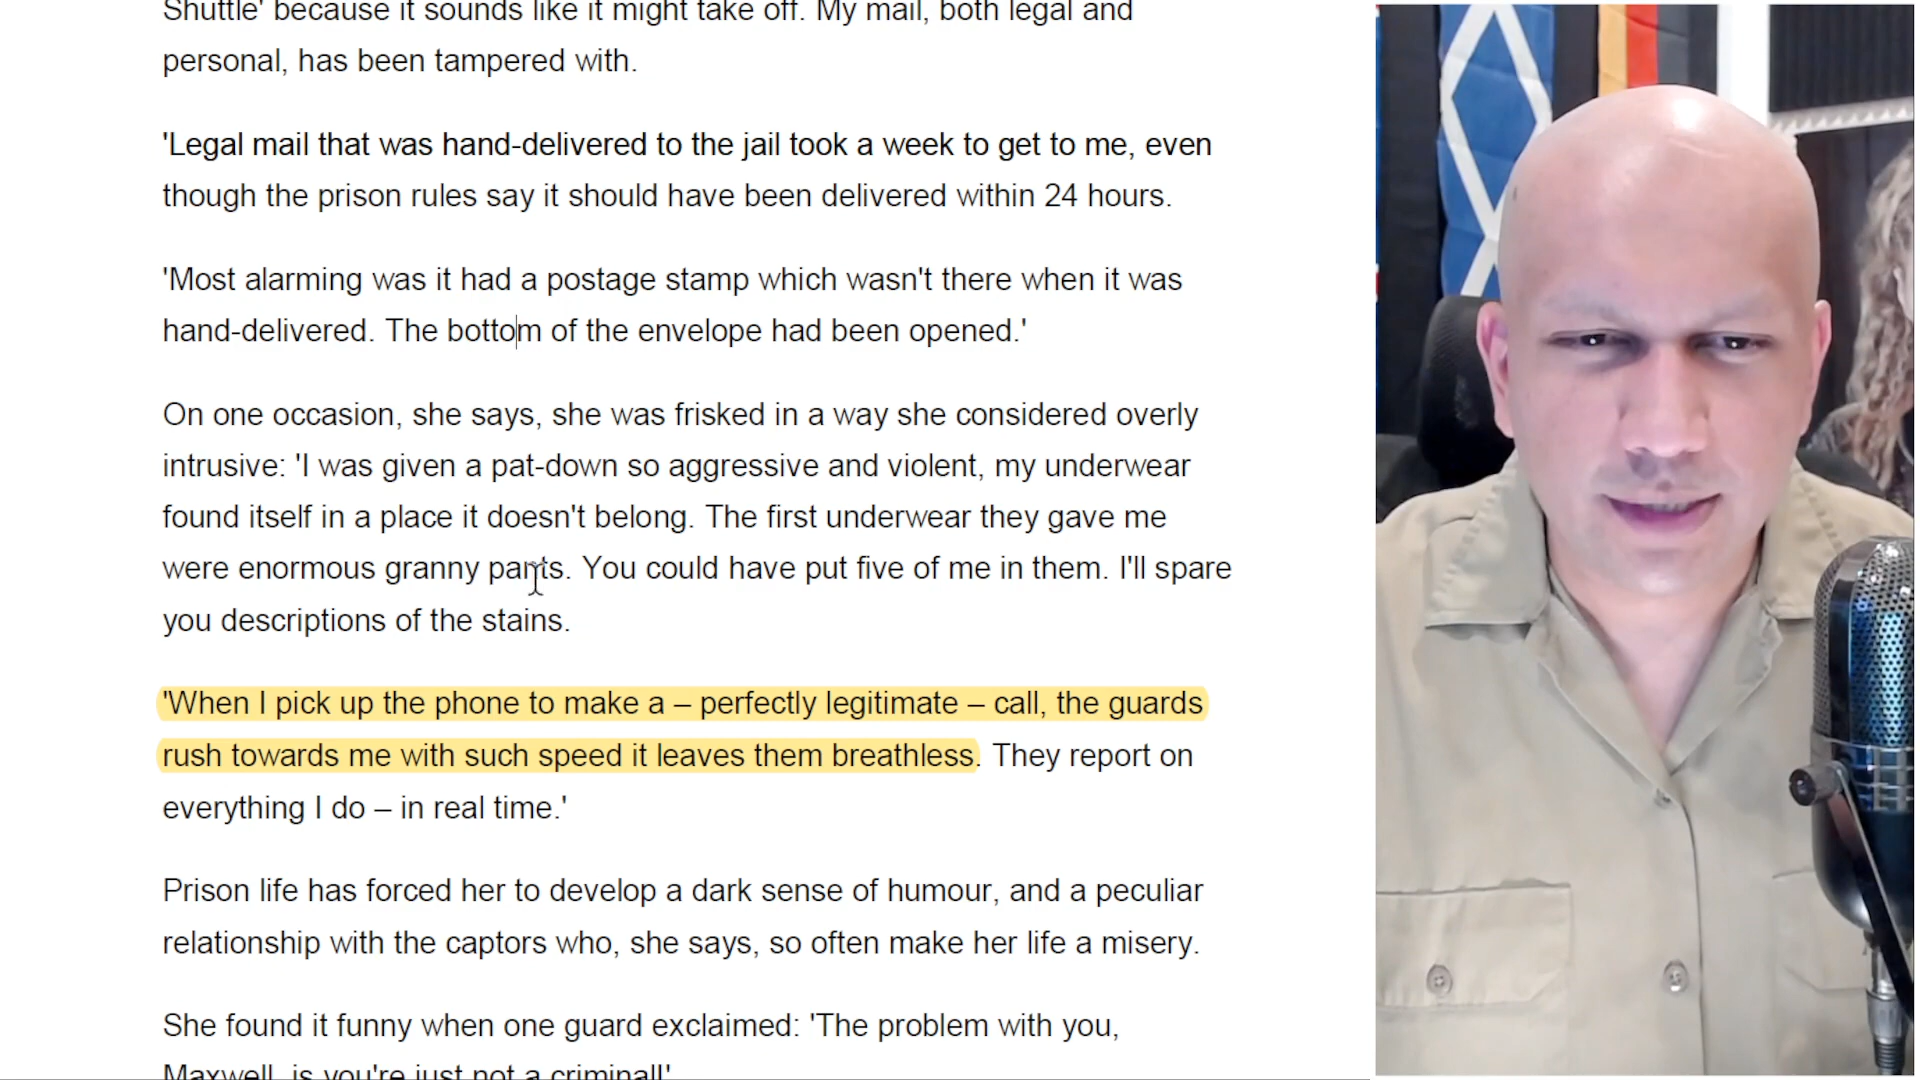 Shuttle' because it sounds like it might take off. My mail, both legal and
personal, has been tampered with.
'Legal mail that was hand-delivered to the jail took a week to get to me, even
though the prison rules say it should have been delivered within 24 hours.
'Most alarming was it had a postage stamp which wasn't there when it was
hand-delivered. The bottom of the envelope had been opened.'
On one occasion, she says, she was frisked in a way she considered overly
intrusive: 'I was given a pat-down so aggressive and violent, my underwear
found itself in a place it doesn't belong. The first underwear they gave me
were enormous granny pants. You could have put five of me in them. I'll spare
you descriptions of the stains.
'When I pick up the phone to make a – perfectly legitimate – call, the guards
rush towards me with such speed it leaves them breathless. They report on
everything I do – in real time.'
Prison life has forced her to develop a dark sense of humour, and a peculiar
relationship with the captors who, she says, so often make her life a misery.
She found it funny when one guard exclaimed: 'The problem with you,
Maxwell, is you're just not a criminal!'